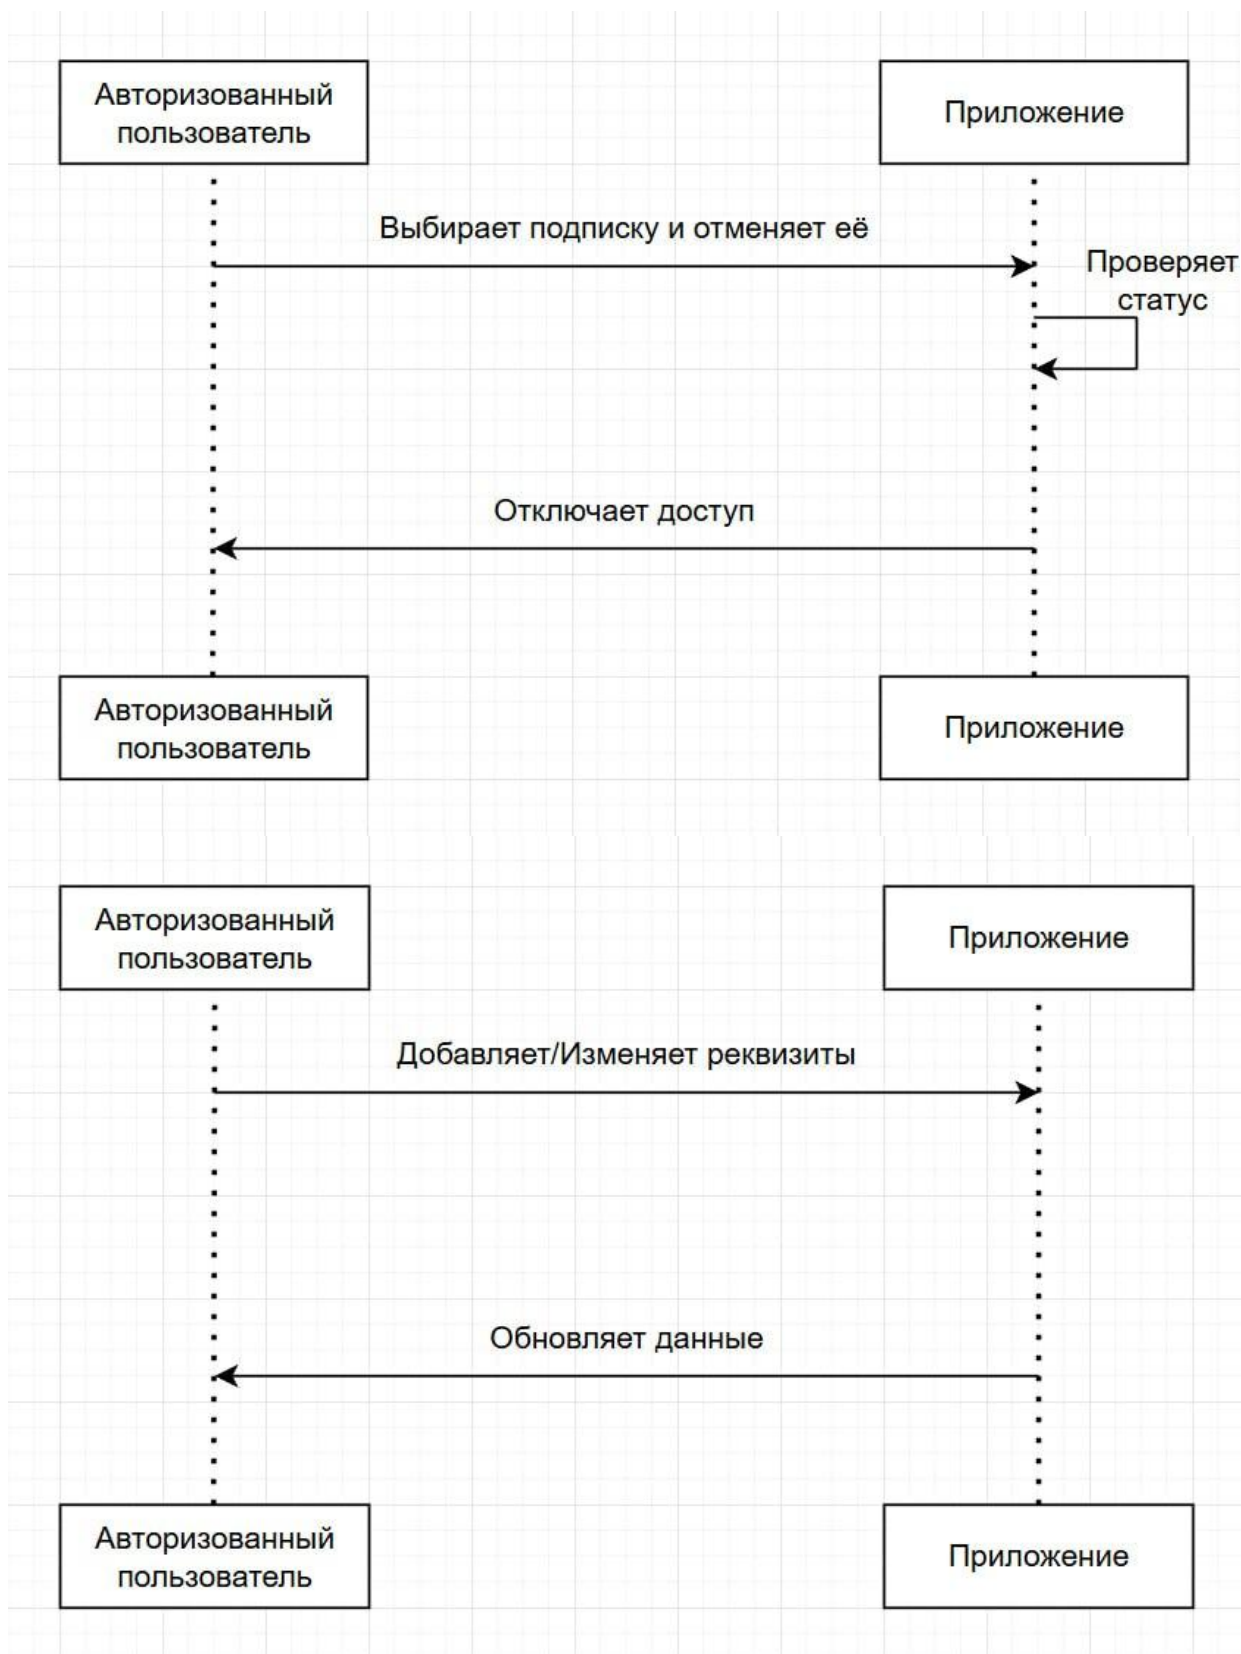 Авторизованный
пользователь
Приложение
Выбирает подписку и отменяет её
Проверяет
статус
Отключает доступ
Авторизованный
пользователь
Приложение
Авторизованный
пользователь
Приложение
Добавляет/Изменяет реквизиты
Обновляет данные
Авторизованный
пользователь
Приложение